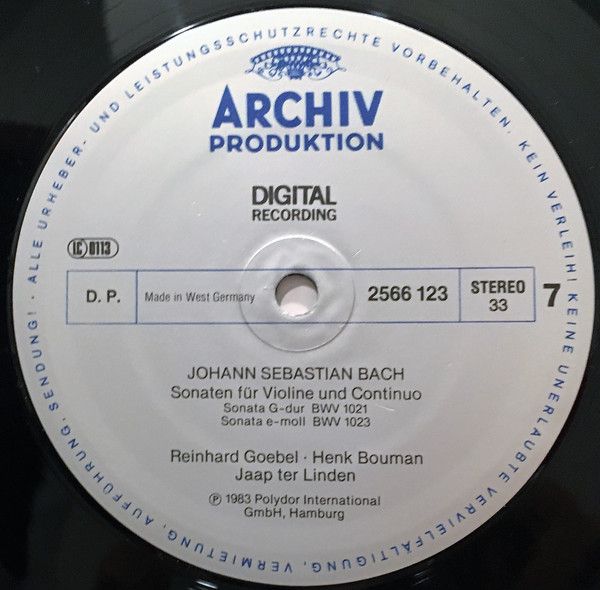 ALLE URHEBER- UND LEISTUNGSSCHUTZRECHTE VORBEHALTEN. KEIN VERLEIH! KEINE UNERLAUBTE VERVIELFÄLTIGUNG, VERMIETUNG, AUFFÜHRUNG, SENDUNG! ·
ARCHIV
PRODUKTION
DIGITAL
RECORDING
LC 0113
D. P. Made in West Germany 2566 123 STEREO 7
33
JOHANN SEBASTIAN BACH
Sonaten für Violine und Continuo
Sonata G-dur BWV 1021
Sonata e-moll BWV 1023
Reinhard Goebel · Henk Bouman
Jaap ter Linden
℗ 1983 Polydor International
GmbH, Hamburg